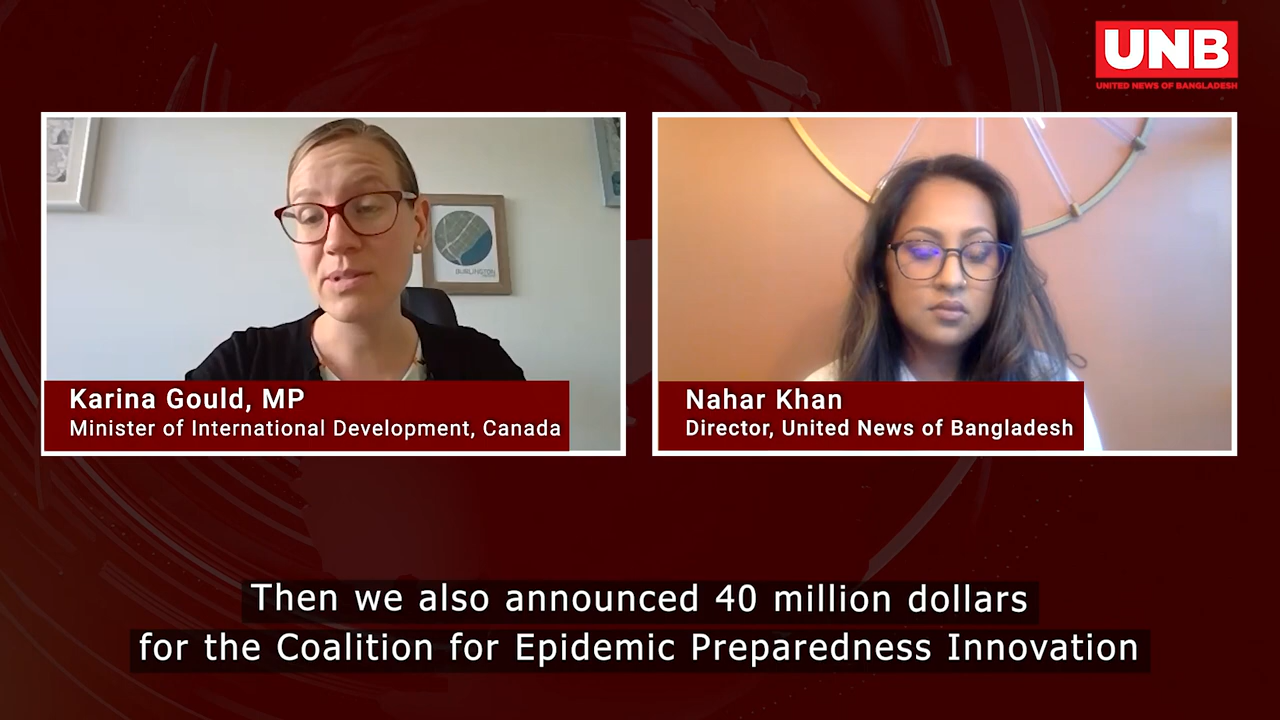 UNB
UNITED NEWS OF BANGLADESH
BURLINGTON
Karina Gould, MP
Minister of International Development, Canada
Nahar Khan
Director, United News of Bangladesh
Then we also announced 40 million dollars
for the Coalition for Epidemic Preparedness Innovation